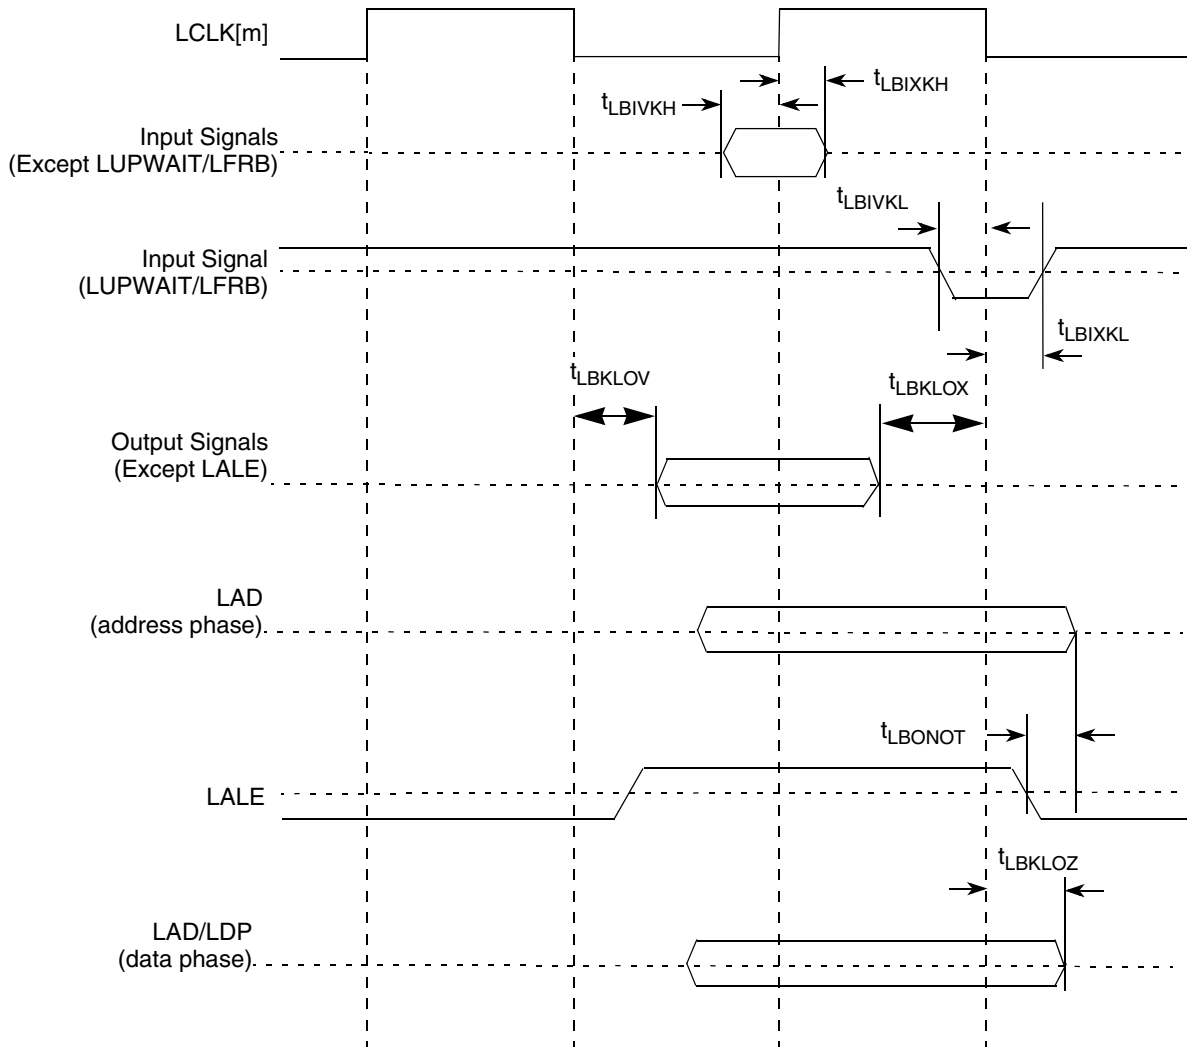 LCLK[m]
tLBIXKH
tLBIVKH
Input Signals
(Except LUPWAIT/LFRB)
tLBIVKL
Input Signal
(LUPWAIT/LFRB)
tLBIXKL
tLBKLOV
tLBKLOX
Output Signals
(Except LALE)
LAD
(address phase)
tLBONOT
LALE
tLBKLOZ
LAD/LDP
(data phase)